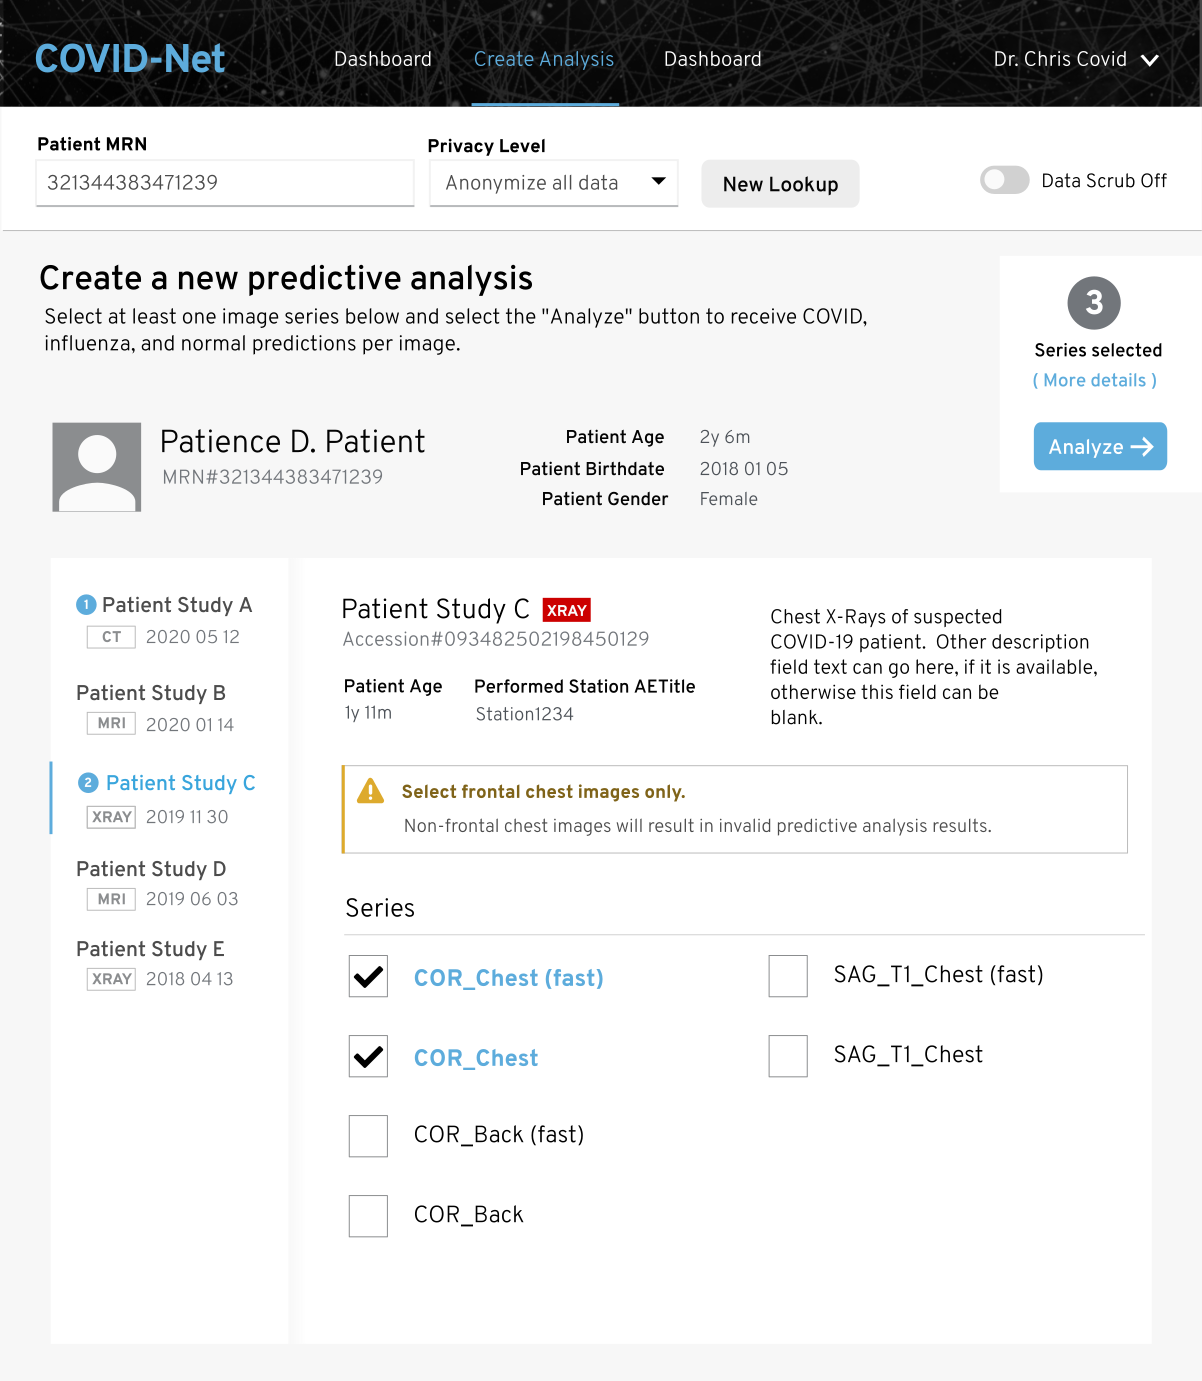 COVID-Net
Dashboard
Create Analysis
Dashboard
Dr. Chris Covid
Patient MRN
321344383471239
Privacy Level
Anonymize all data
New Lookup
Data Scrub Off
Create a new predictive analysis
Select at least one image series below and select the "Analyze" button to receive COVID,
influenza, and normal predictions per image.
3
Series selected
( More details )
Analyze
Patience D. Patient
MRN#321344383471239
Patient Age 2y 6m
Patient Birthdate 2018 01 05
Patient Gender Female
1 Patient Study A
CT 2020 05 12
Patient Study B
MRI 2020 01 14
2 Patient Study C
XRAY 2019 11 30
Patient Study D
MRI 2019 06 03
Patient Study E
XRAY 2018 04 13
Patient Study C XRAY
Accession#093482502198450129
Patient Age
1y 11m
Performed Station AETitle
Station1234
Chest X-Rays of suspected
COVID-19 patient. Other description
field text can go here, if it is available,
otherwise this field can be
blank.
Select frontal chest images only.
Non-frontal chest images will result in invalid predictive analysis results.
Series
COR_Chest (fast)
COR_Chest
COR_Back (fast)
COR_Back
SAG_T1_Chest (fast)
SAG_T1_Chest